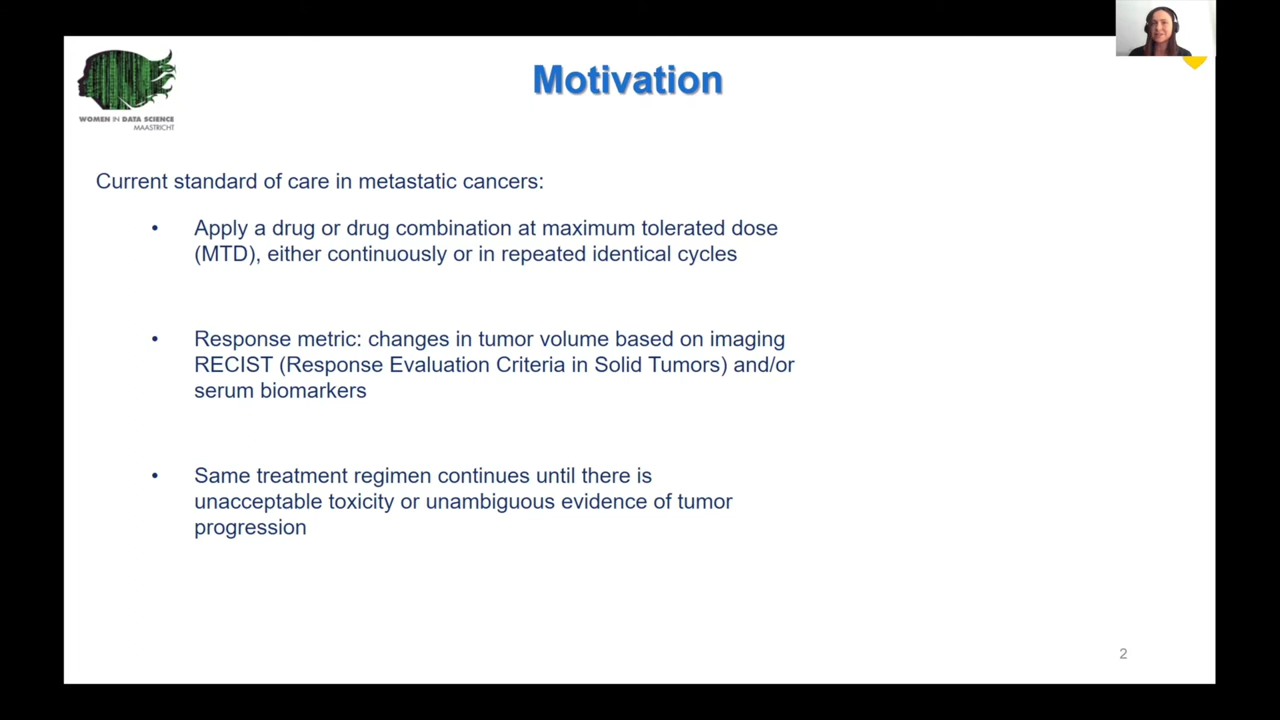 WOMEN IN DATA SCIENCE
MAASTRICHT
Motivation
Current standard of care in metastatic cancers:
• Apply a drug or drug combination at maximum tolerated dose
(MTD), either continuously or in repeated identical cycles
• Response metric: changes in tumor volume based on imaging
RECIST (Response Evaluation Criteria in Solid Tumors) and/or
serum biomarkers
• Same treatment regimen continues until there is
unacceptable toxicity or unambiguous evidence of tumor
progression
2